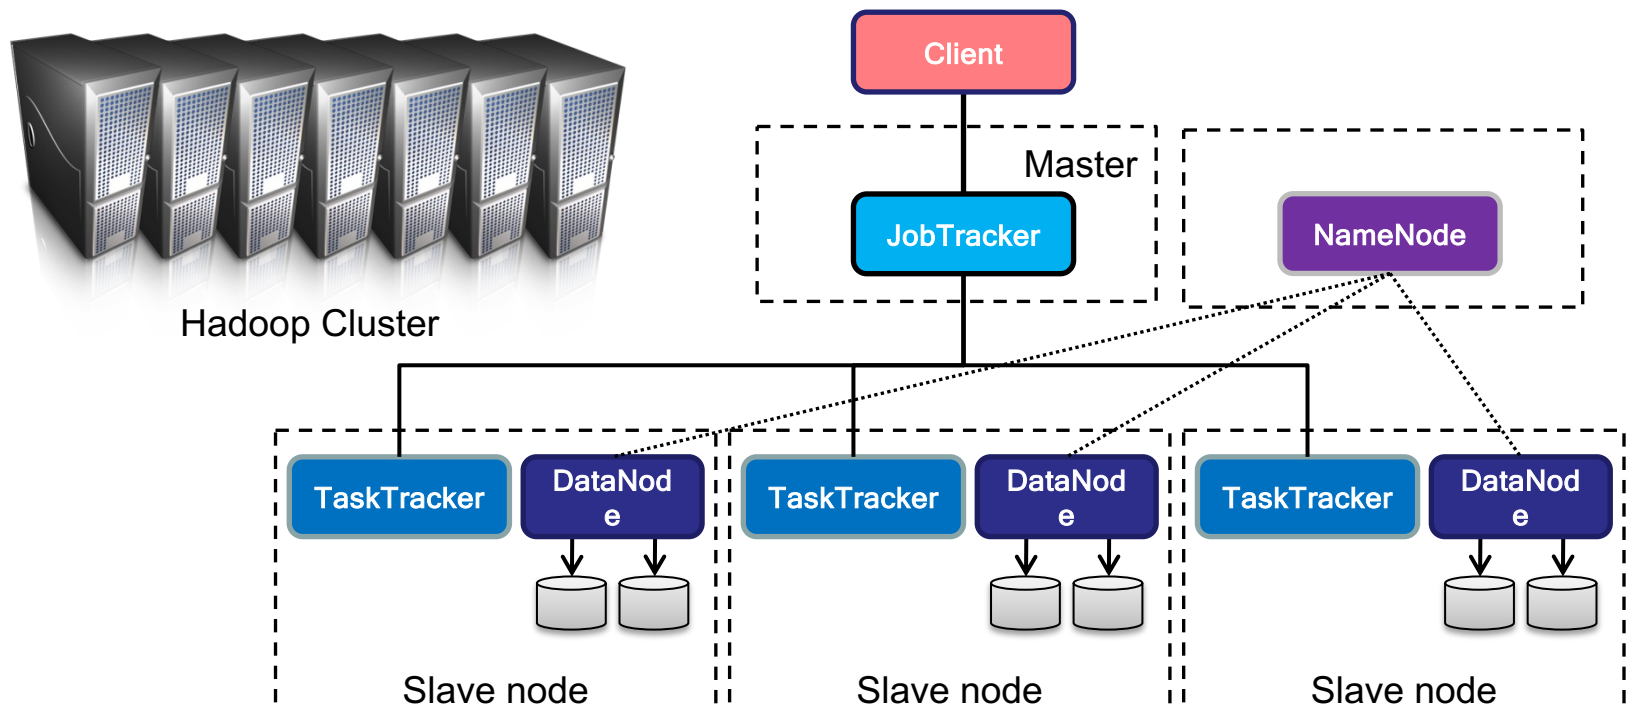 Client
Master
JobTracker
NameNode
Hadoop Cluster
TaskTracker
DataNod
e
TaskTracker
DataNod
e
TaskTracker
DataNod
e
Slave node
Slave node
Slave node